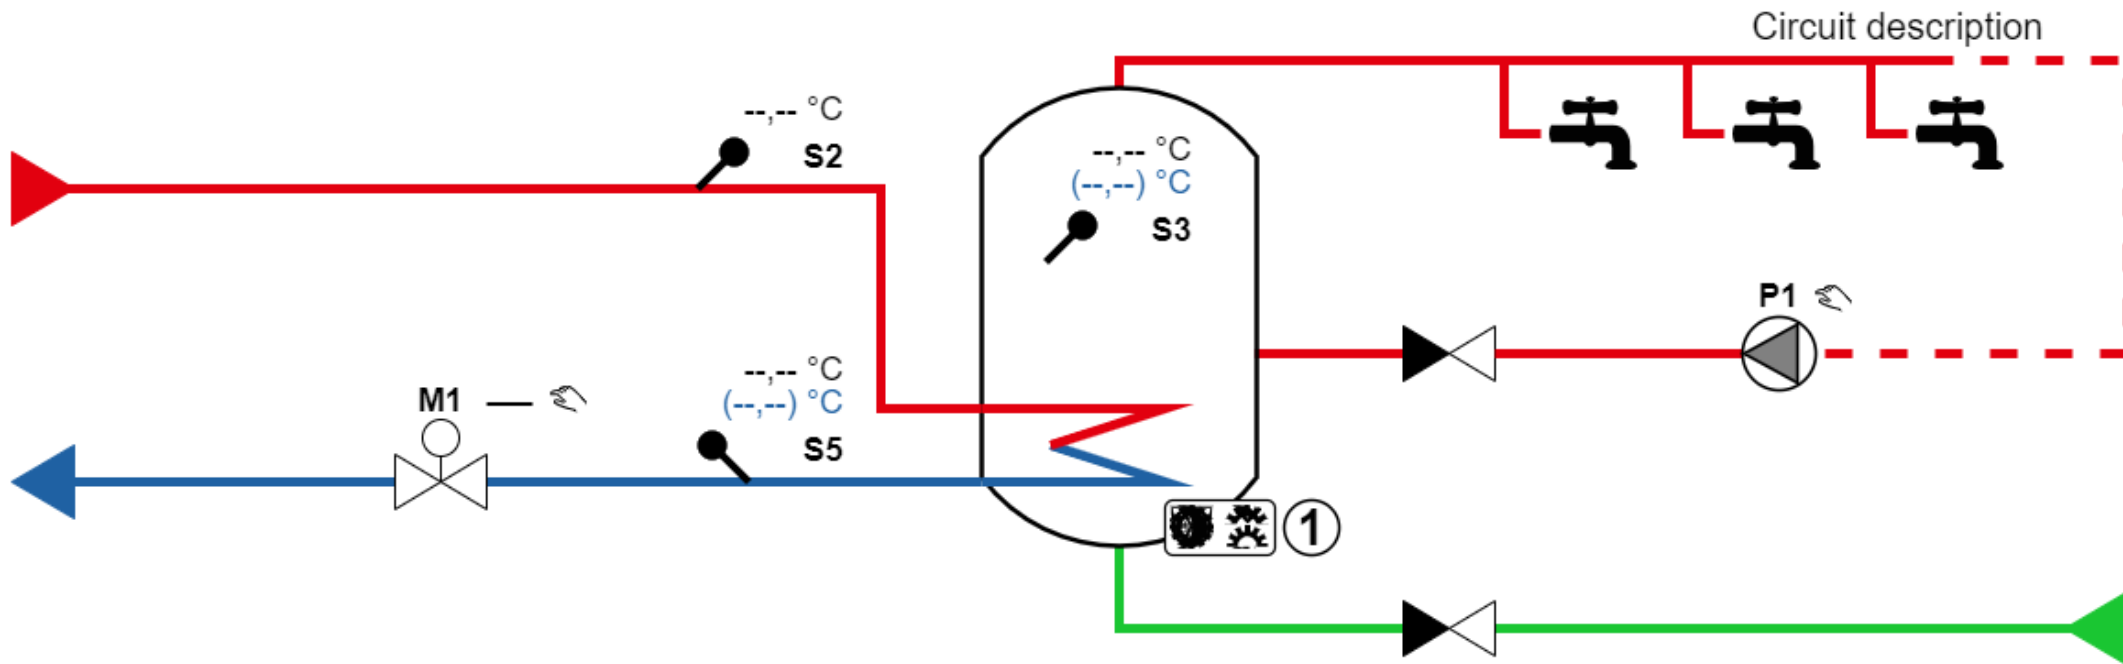 Circuit description
--,-- °C
S2
--,-- °C
(--,--) °C
S3
P1
--,-- °C
(--,--) °C
S5
M1
1